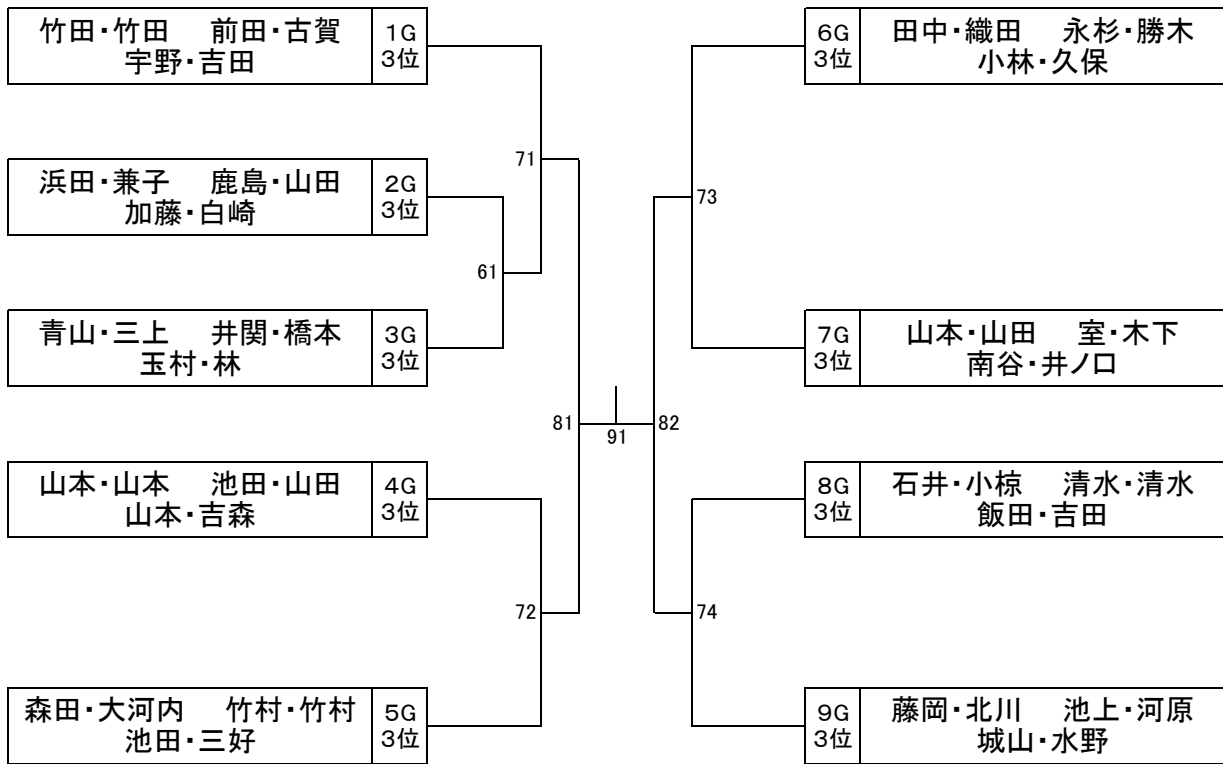 竹田・竹田　前田・古賀
宇野・吉田
1G
3位
浜田・兼子　鹿島・山田
加藤・白崎
2G
3位
青山・三上　井関・橋本
玉村・林
3G
3位
山本・山本　池田・山田
山本・吉森
4G
3位
森田・大河内　竹村・竹村
池田・三好
5G
3位
71
61
81
72
91
82
73
74
6G
3位
田中・織田　永杉・勝木
小林・久保
7G
3位
山本・山田　室・木下
南谷・井ノ口
8G
3位
石井・小椋　清水・清水
飯田・吉田
9G
3位
藤岡・北川　池上・河原
城山・水野